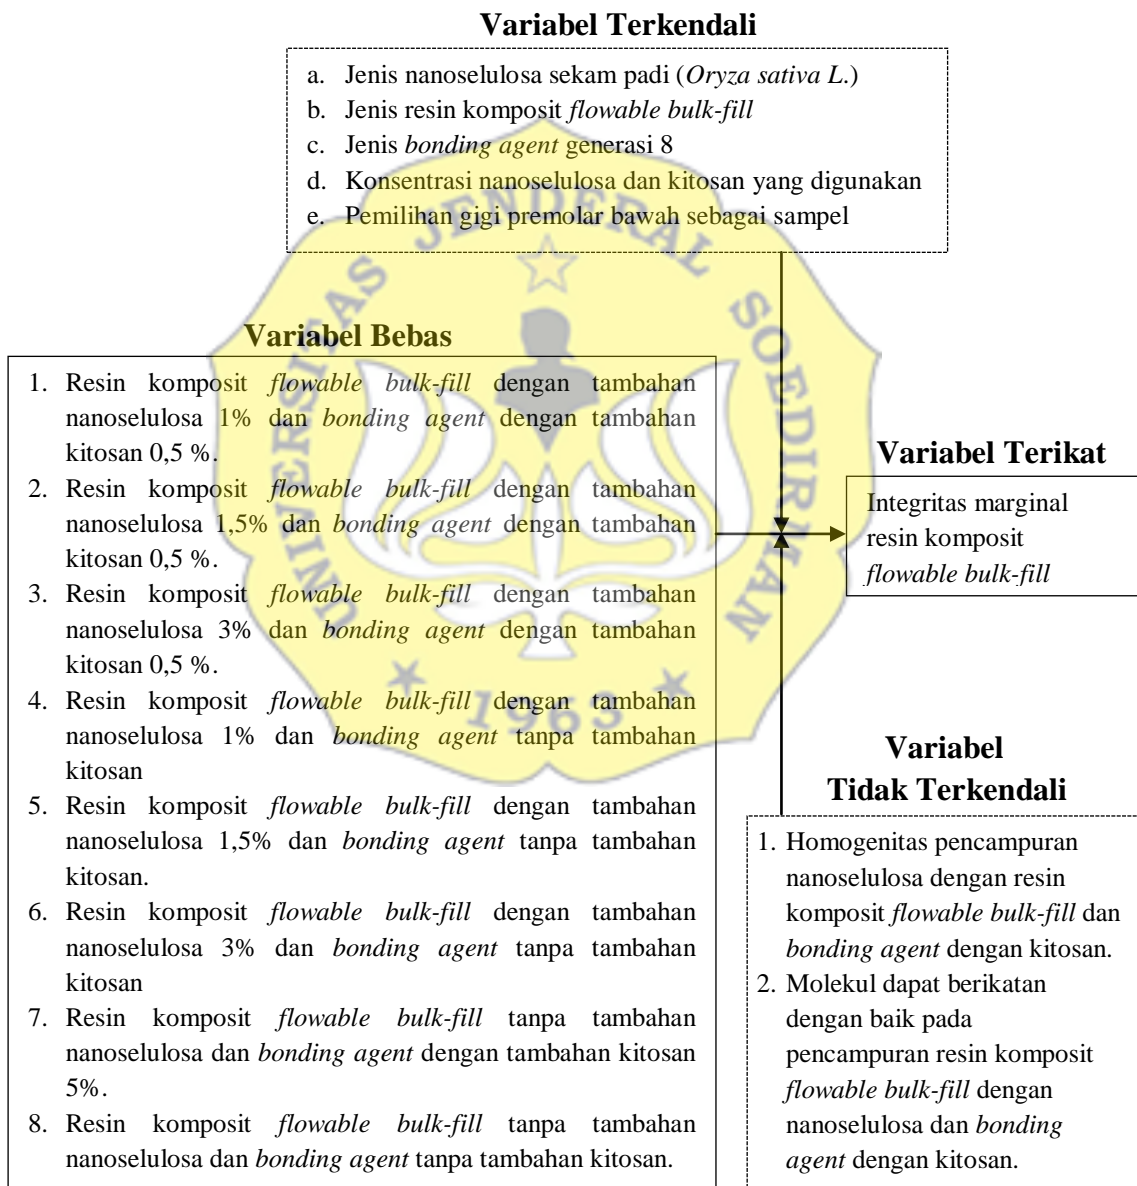 Variabel Terkendali
a. Jenis nanoselulosa sekam padi (Oryza sativa L.)
b. Jenis resin komposit flowable bulk-fill
c. Jenis bonding agent generasi 8
d. Konsentrasi nanoselulosa dan kitosan yang digunakan
e. Pemilihan gigi premolar bawah sebagai sampel
Variabel Bebas
1. Resin komposit flowable bulk-fill dengan tambahan
nanoselulosa 1% dan bonding agent dengan tambahan
kitosan 0,5 %.
2. Resin komposit flowable bulk-fill dengan tambahan
nanoselulosa 1,5% dan bonding agent dengan tambahan
kitosan 0,5 %.
3. Resin komposit flowable bulk-fill dengan tambahan
nanoselulosa 3% dan bonding agent dengan tambahan
kitosan 0,5 %.
4. Resin komposit flowable bulk-fill dengan tambahan
nanoselulosa 1% dan bonding agent tanpa tambahan
kitosan
5. Resin komposit flowable bulk-fill dengan tambahan
nanoselulosa 1,5% dan bonding agent tanpa tambahan
kitosan.
6. Resin komposit flowable bulk-fill dengan tambahan
nanoselulosa 3% dan bonding agent tanpa tambahan
kitosan
7. Resin komposit flowable bulk-fill tanpa tambahan
nanoselulosa dan bonding agent dengan tambahan kitosan
5%.
8. Resin komposit flowable bulk-fill tanpa tambahan
nanoselulosa dan bonding agent tanpa tambahan kitosan.
Variabel Terikat
Integritas marginal
resin komposit
flowable bulk-fill
Variabel
Tidak Terkendali
1. Homogenitas pencampuran
nanoselulosa dengan resin
komposit flowable bulk-fill dan
bonding agent dengan kitosan.
2. Molekul dapat berikatan
dengan baik pada
pencampuran resin komposit
flowable bulk-fill dengan
nanoselulosa dan bonding
agent dengan kitosan.
UNIVERSITAS JENDERAL SOEDIRMAN
1963